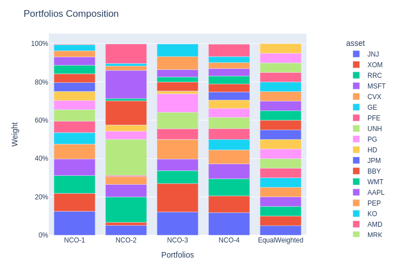 Portfolios Composition
asset
100%
80%
60%
40%
20%
0%
Weight
NCO-1
NCO-2
NCO-3
NCO-4
EqualWeighted
Portfolios
JNJ
XOM
RRC
MSFT
CVX
GE
PFE
UNH
PG
HD
JPM
BBY
WMT
AAPL
PEP
KO
AMD
MRK